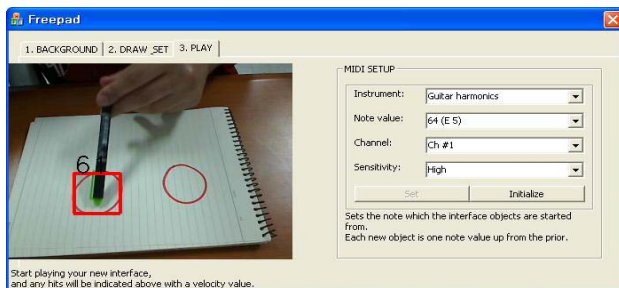 Freepad
1. BACKGROUND
2. DRAW_SET
3. PLAY
6
Start playing your new interface,
and any hits will be indicated above with a velocity value.
MIDI SETUP
Instrument: Guitar harmonics
Note value: 64 (E 5)
Channel: Ch #1
Sensitivity: High
Set
Initialize
Sets the note which the interface objects are started
from.
Each new object is one note value up from the prior.